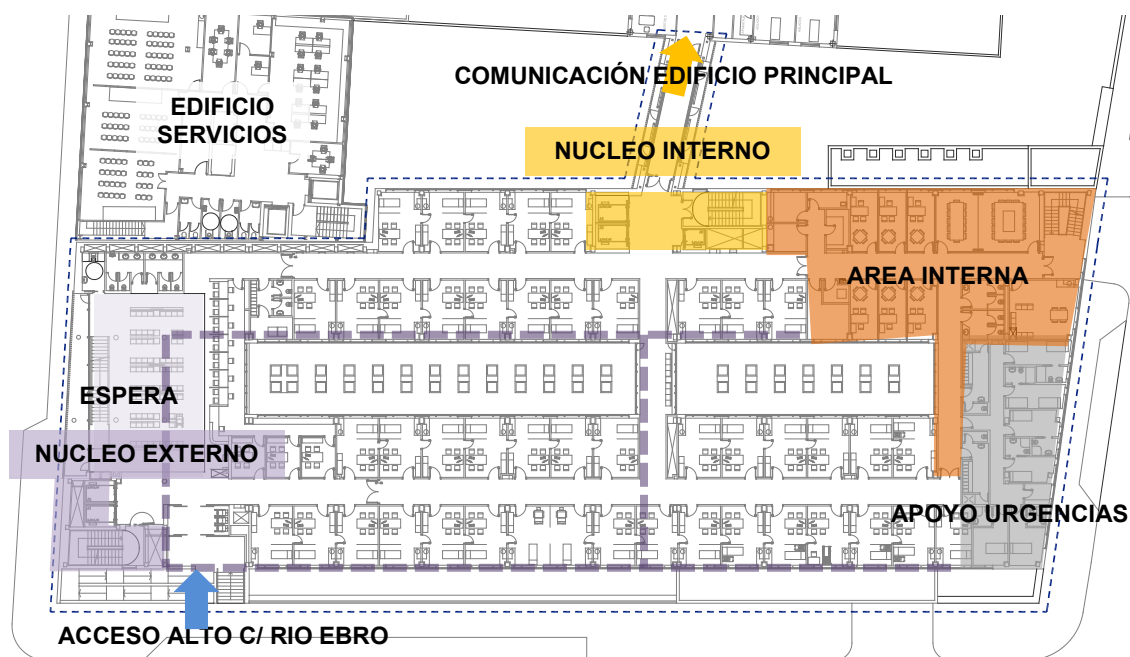 COMUNICACIÓN EDIFICIO PRINCIPAL
EDIFICIO
SERVICIOS
NUCLEO INTERNO
AREA INTERNA
ESPERA
NUCLEO EXTERNO
APOYO URGENCIAS
ACCESO ALTO C/ RIO EBRO